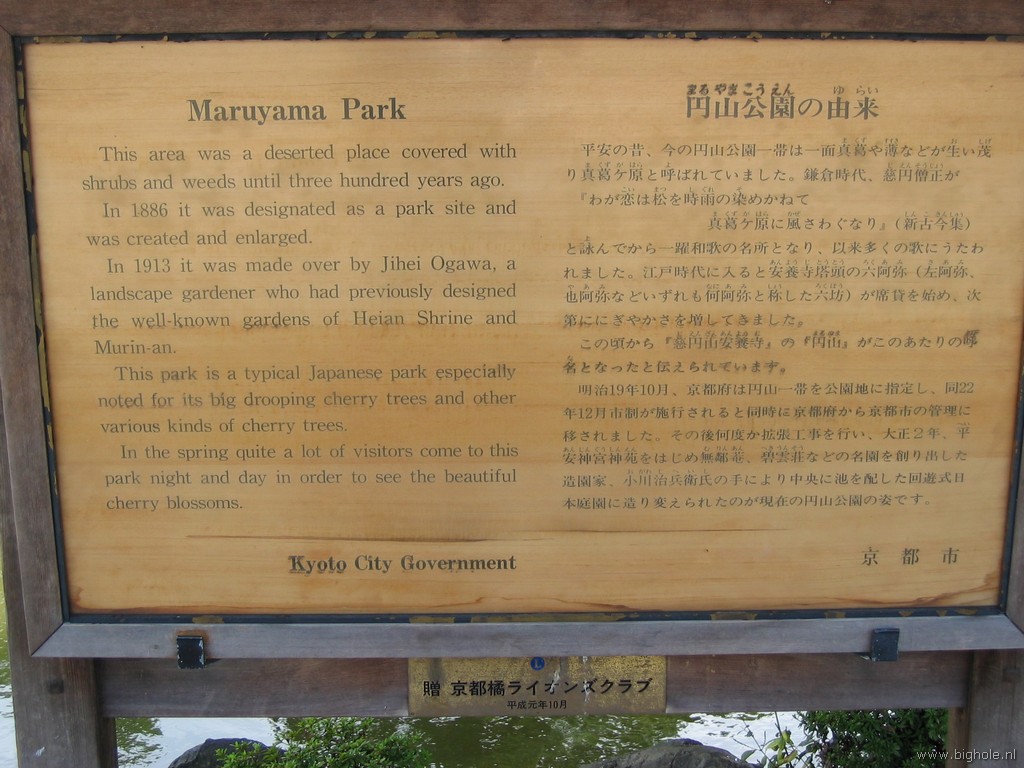 Maruyama Park
This area was a deserted place covered with
shrubs and weeds until three hundred years ago.
In 1886 it was designated as a park site and
was created and enlarged.
In 1913 it was made over by Jihei Ogawa, a
landscape gardener who had previously designed
the well-known gardens of Heian Shrine and
Murin-an.
This park is a typical Japanese park especially
noted for its big drooping cherry trees and other
various kinds of cherry trees.
In the spring quite a lot of visitors come to this
park night and day in order to see the beautiful
cherry blossoms.
Kyoto City Government
まるやまこうえん ゆらい
円山公園の由来
平安の昔、今の円山公園一帯は一面真葛や薄などが生い茂
り真葛ケ原と呼ばれていました。鎌倉時代、慈円僧正が
『わが恋は松を時雨の染めかねて
真葛ケ原に風さわぐなり』(新古今集)
と詠んでから一躍和歌の名所となり、以来多くの歌にうたわ
れました。江戸時代に入ると安養寺塔頭の六阿弥(左阿弥、
也阿弥などいずれも何阿弥と称した六坊)が席貸を始め、次
第ににぎやかさを増してきました。
この頃から『慈円山安養寺』の『円山』がこのあたりの呼
名となったと伝えられています。
明治19年10月、京都府は円山一帯を公園地に指定し、同22
年12月市制が施行されると同時に京都府から京都市の管理に
移されました。その後何度か拡張工事を行い、大正2年、平
安神宮神苑をはじめ無鄰菴、碧雲荘などの名園を創り出した
造園家、小川治兵衛氏の手により中央に池を配した回遊式日
本庭園に造り変えられたのが現在の円山公園の姿です。
京都市
L
贈 京都橘ライオンズクラブ
平成元年10月
www.bighole.nl